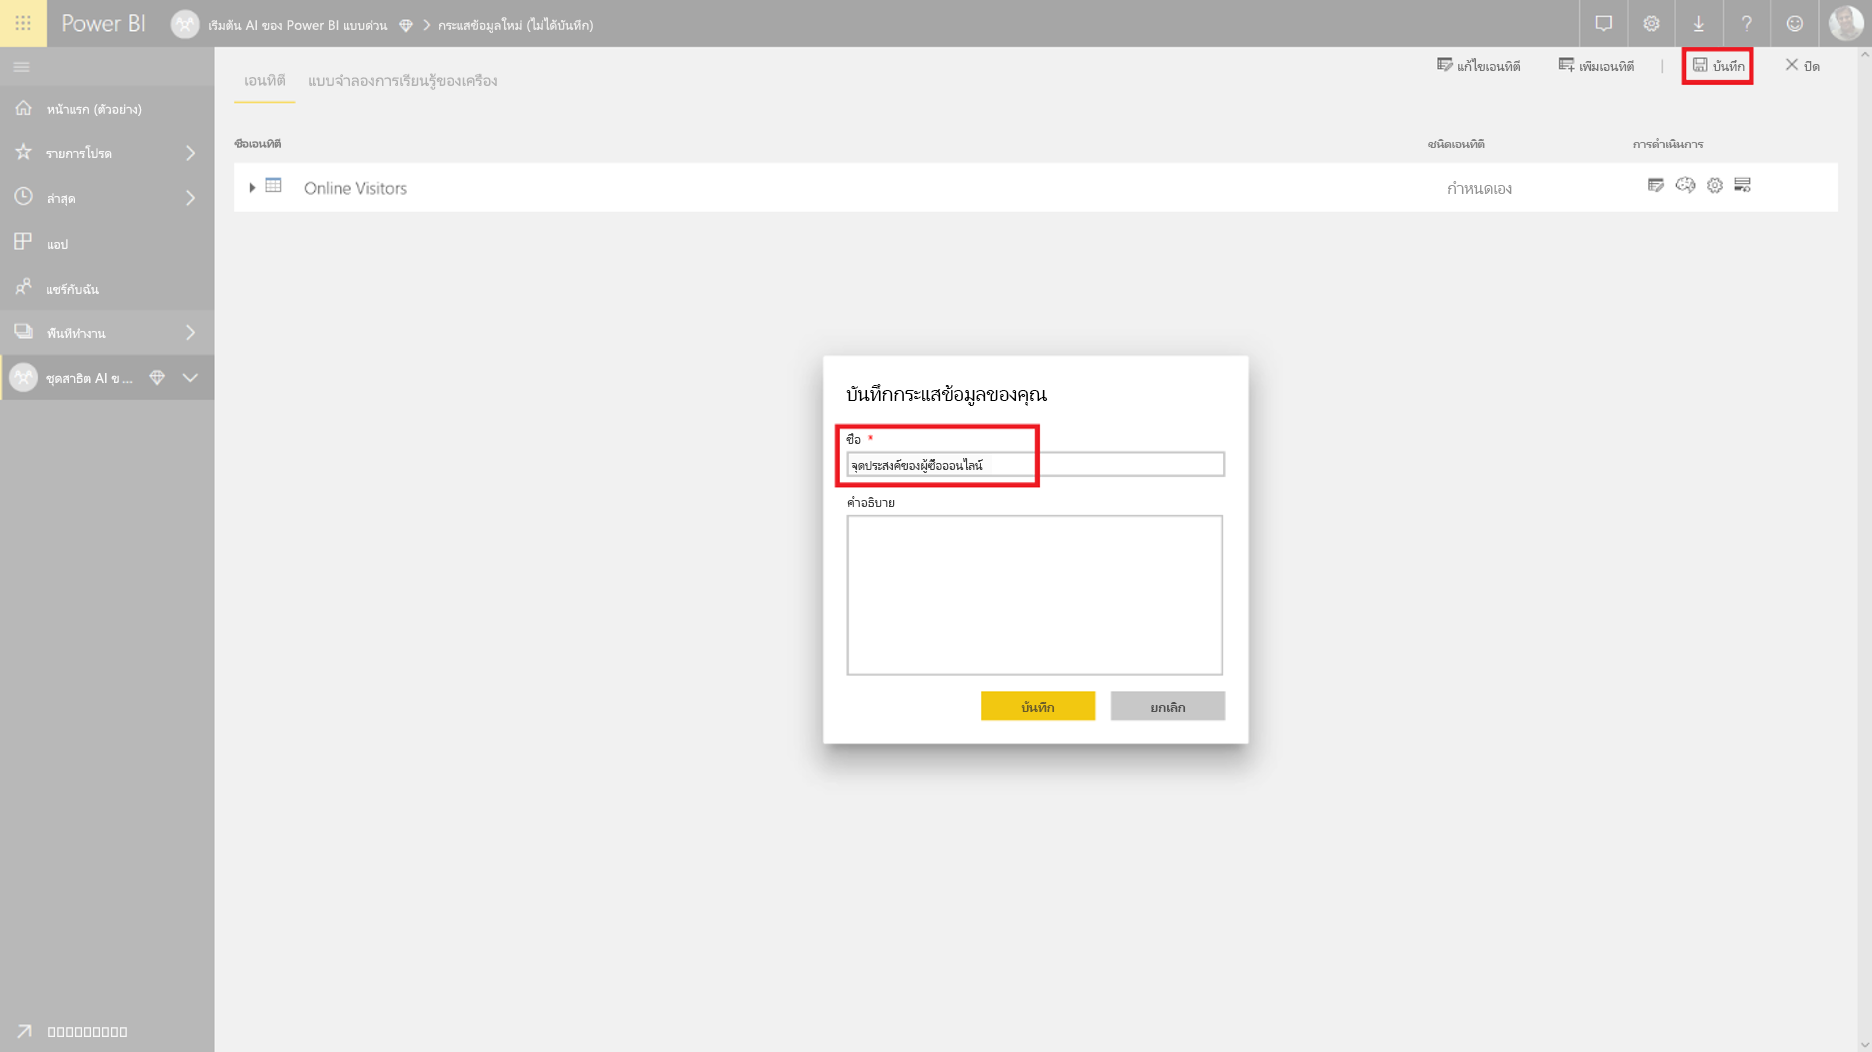 Power BI
เริ่มต้น AI ของ Power BI แบบด่วน
กระแสข้อมูลใหม่ (ไม่ได้บันทึก)
หน้าแรก (ตัวอย่าง)
รายการโปรด
ล่าสุด
แอป
แชร์กับฉัน
พื้นที่ทำงาน
ชุดสาธิต AI ข ...
เอนทิตี
แบบจำลองการเรียนรู้ของเครื่อง
แก้ไขเอนทิตี
เพิ่มเอนทิตี
|
บันทึก
ปิด
ชื่อเอนทิตี
ชนิดเอนทิตี
การดำเนินการ
Online Visitors
กำหนดเอง
บันทึกกระแสข้อมูลของคุณ
ชื่อ *
จุดประสงค์ของผู้ซื้อออนไลน์
คำอธิบาย
บันทึก
ยกเลิก